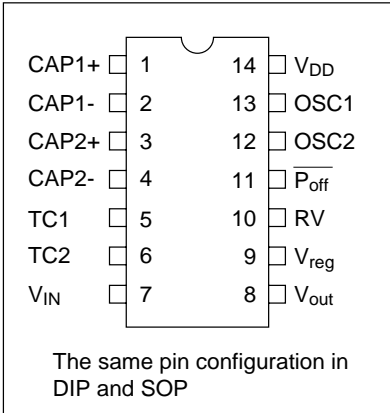 CAP1+ 1 14 VDD
CAP1- 2 13 OSC1
CAP2+ 3 12 OSC2
CAP2- 4 11 Poff
TC1 5 10 RV
TC2 6 9 Vreg
VIN 7 8 Vout
The same pin configuration in
DIP and SOP